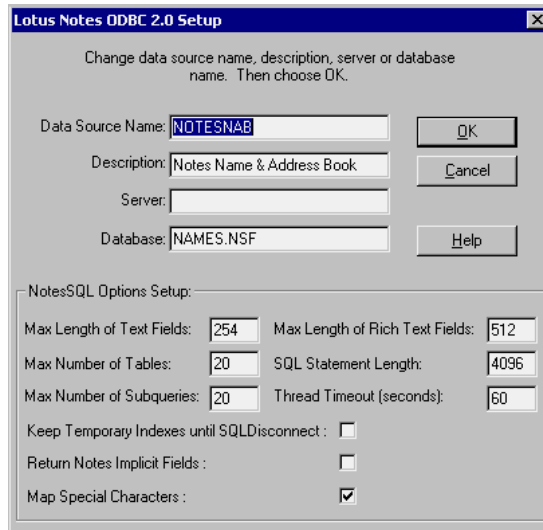 Lotus Notes ODBC 2.0 Setup
Change data source name, description, server or database
name. Then choose OK.
Data Source Name: NOTESNAB
OK
Description: Notes Name & Address Book
Cancel
Server:
Database: NAMES.NSF
Help
NotesSQL Options Setup:
Max Length of Text Fields: 254 Max Length of Rich Text Fields: 512
Max Number of Tables: 20 SQL Statement Length: 4096
Max Number of Subqueries: 20 Thread Timeout (seconds): 60
Keep Temporary Indexes until SQLDisconnect :
Return Notes Implicit Fields :
Map Special Characters :